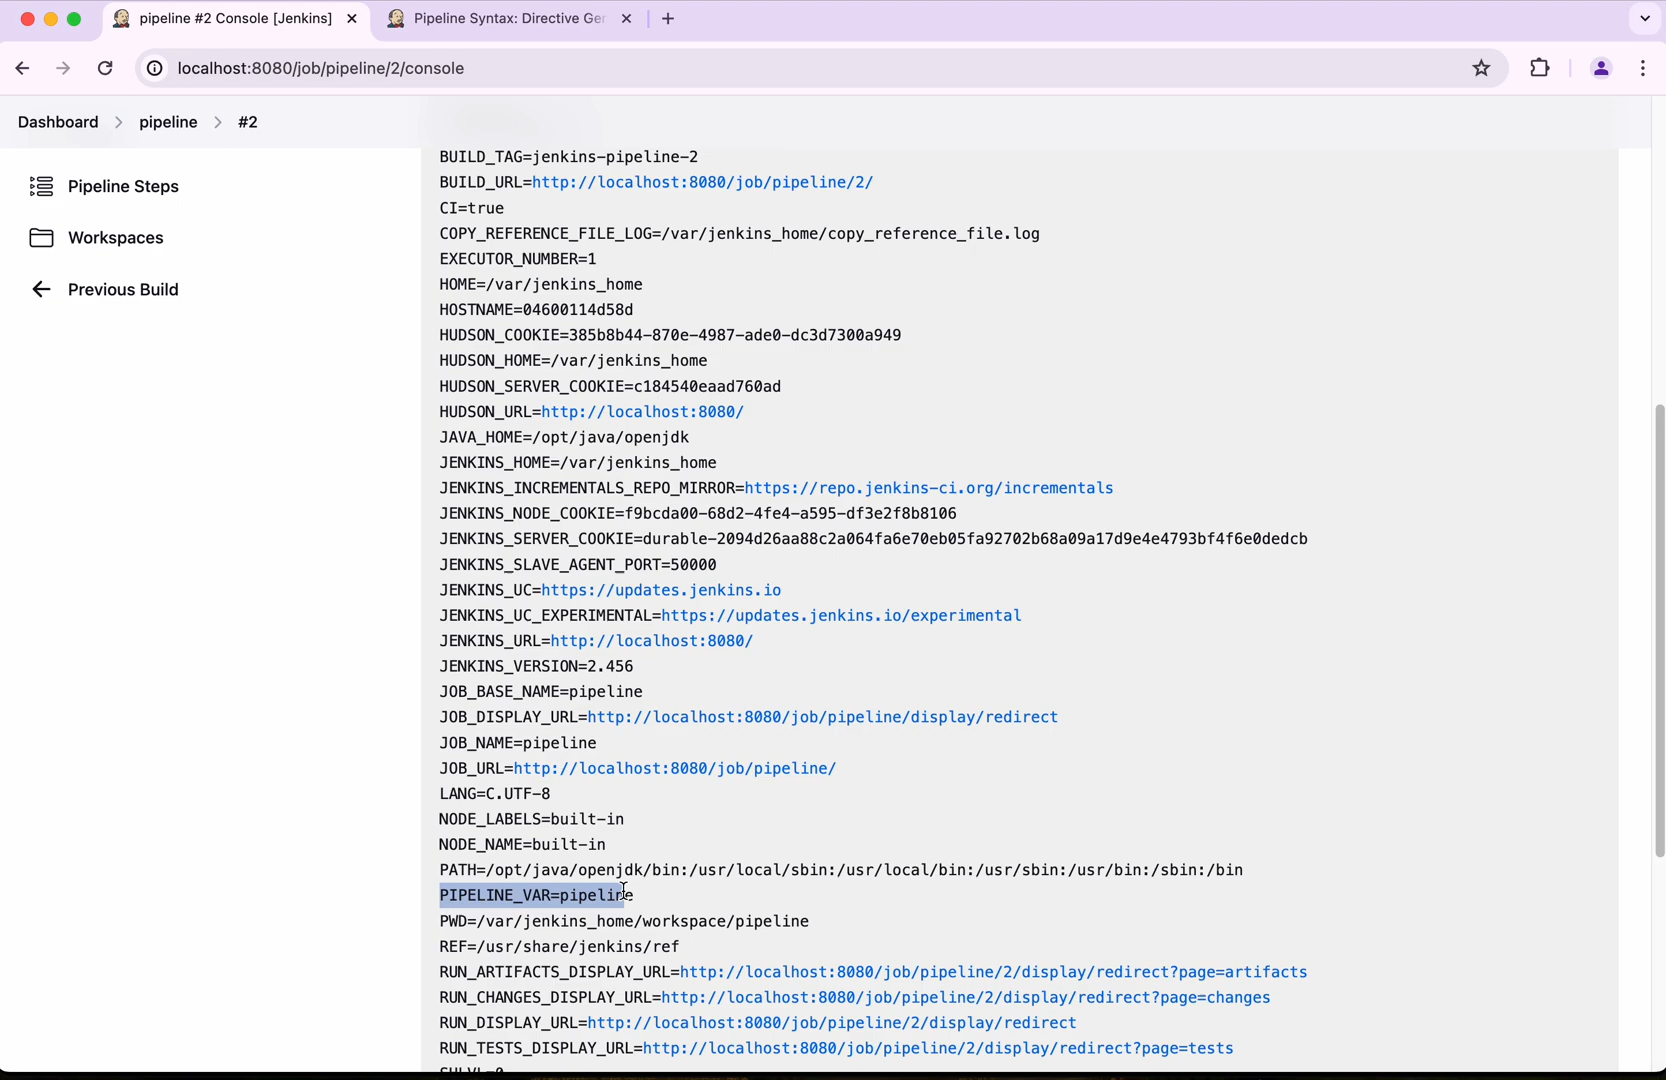 pipeline #2 Console [Jenkins]
Pipeline Syntax: Directive Ge
localhost:8080/job/pipeline/2/console
Dashboard > pipeline > #2
Pipeline Steps
Workspaces
Previous Build
BUILD_TAG=jenkins-pipeline-2
BUILD_URL=http://localhost:8080/job/pipeline/2/
CI=true
COPY_REFERENCE_FILE_LOG=/var/jenkins_home/copy_reference_file.log
EXECUTOR_NUMBER=1
HOME=/var/jenkins_home
HOSTNAME=04600114d58d
HUDSON_COOKIE=385b8b44-870e-4987-ade0-dc3d7300a949
HUDSON_HOME=/var/jenkins_home
HUDSON_SERVER_COOKIE=c184540eaad760ad
HUDSON_URL=http://localhost:8080/
JAVA_HOME=/opt/java/openjdk
JENKINS_HOME=/var/jenkins_home
JENKINS_INCREMENTALS_REPO_MIRROR=https://repo.jenkins-ci.org/incrementals
JENKINS_NODE_COOKIE=f9bcda00-68d2-4fe4-a595-df3e2f8b8106
JENKINS_SERVER_COOKIE=durable-2094d26aa88c2a064fa6e70eb05fa92702b68a09a17d9e4e4793bf4f6e0dedcb
JENKINS_SLAVE_AGENT_PORT=50000
JENKINS_UC=https://updates.jenkins.io
JENKINS_UC_EXPERIMENTAL=https://updates.jenkins.io/experimental
JENKINS_URL=http://localhost:8080/
JENKINS_VERSION=2.456
JOB_BASE_NAME=pipeline
JOB_DISPLAY_URL=http://localhost:8080/job/pipeline/display/redirect
JOB_NAME=pipeline
JOB_URL=http://localhost:8080/job/pipeline/
LANG=C.UTF-8
NODE_LABELS=built-in
NODE_NAME=built-in
PATH=/opt/java/openjdk/bin:/usr/local/sbin:/usr/local/bin:/usr/sbin:/usr/bin:/sbin:/bin
PIPELINE_VAR=pipeline
PWD=/var/jenkins_home/workspace/pipeline
REF=/usr/share/jenkins/ref
RUN_ARTIFACTS_DISPLAY_URL=http://localhost:8080/job/pipeline/2/display/redirect?page=artifacts
RUN_CHANGES_DISPLAY_URL=http://localhost:8080/job/pipeline/2/display/redirect?page=changes
RUN_DISPLAY_URL=http://localhost:8080/job/pipeline/2/display/redirect
RUN_TESTS_DISPLAY_URL=http://localhost:8080/job/pipeline/2/display/redirect?page=tests
SHLVL=0